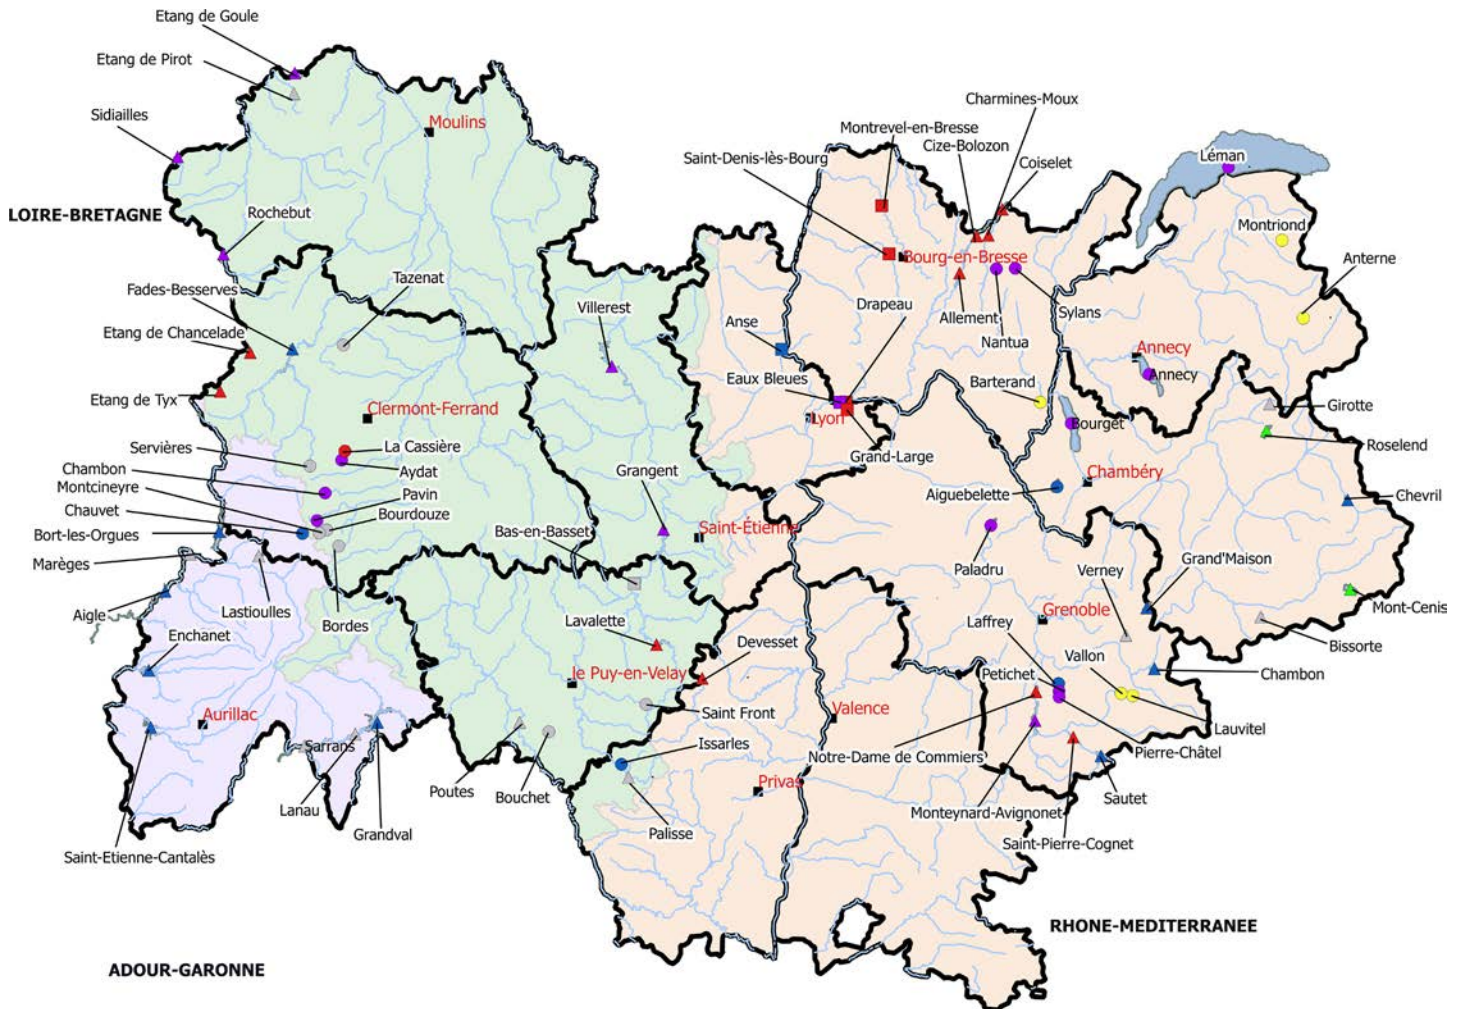 Etang de Goule
Etang de Pirot
Sidiailles
Moulins
Charmines-Moux
Montrevel-en-Bresse
Cize-Bolozon
Saint-Denis-lès-Bourg
Coiselet
Léman
LOIRE-BRETAGNE
Rochebut
Montriond
Bourg-en-Bresse
Anterne
Tazenat
Fades-Besserves
Villerest
Drapeau
Allement
Sylans
Etang de Chancelade
Anse
Nantua
Annecy
Annecy
Eaux Bleues
Barterand
Etang de Tyx
Clermont-Ferrand
Lyon
Bourget
Girotte
Roselend
Servières
La Cassière
Aydat
Grangent
Grand-Large
Chambéry
Chambon
Montcineyre
Pavin
Aiguebelette
Chevril
Chauvet
Bourdouze
Bort-les-Orgues
Bas-en-Basset
Saint-Étienne
Marèges
Paladru
Verney
Grand'Maison
Aigle
Lastioulles
Grenoble
Mont-Cenis
Enchanet
Bordes
Lavalette
Devesset
Laffrey
Bissorte
Vallon
le Puy-en-Velay
Petichet
Chambon
Aurillac
Saint Front
Valence
Lauvitel
Sarrans
Issarles
Notre-Dame de Commiers
Pierre-Châtel
Privas
Lanau
Poutes
Bouchet
Sautet
Grandval
Palisse
Monteynard-Avignonet
Saint-Etienne-Cantalès
Saint-Pierre-Cognet
RHONE-MEDITERRANEE
ADOUR-GARONNE